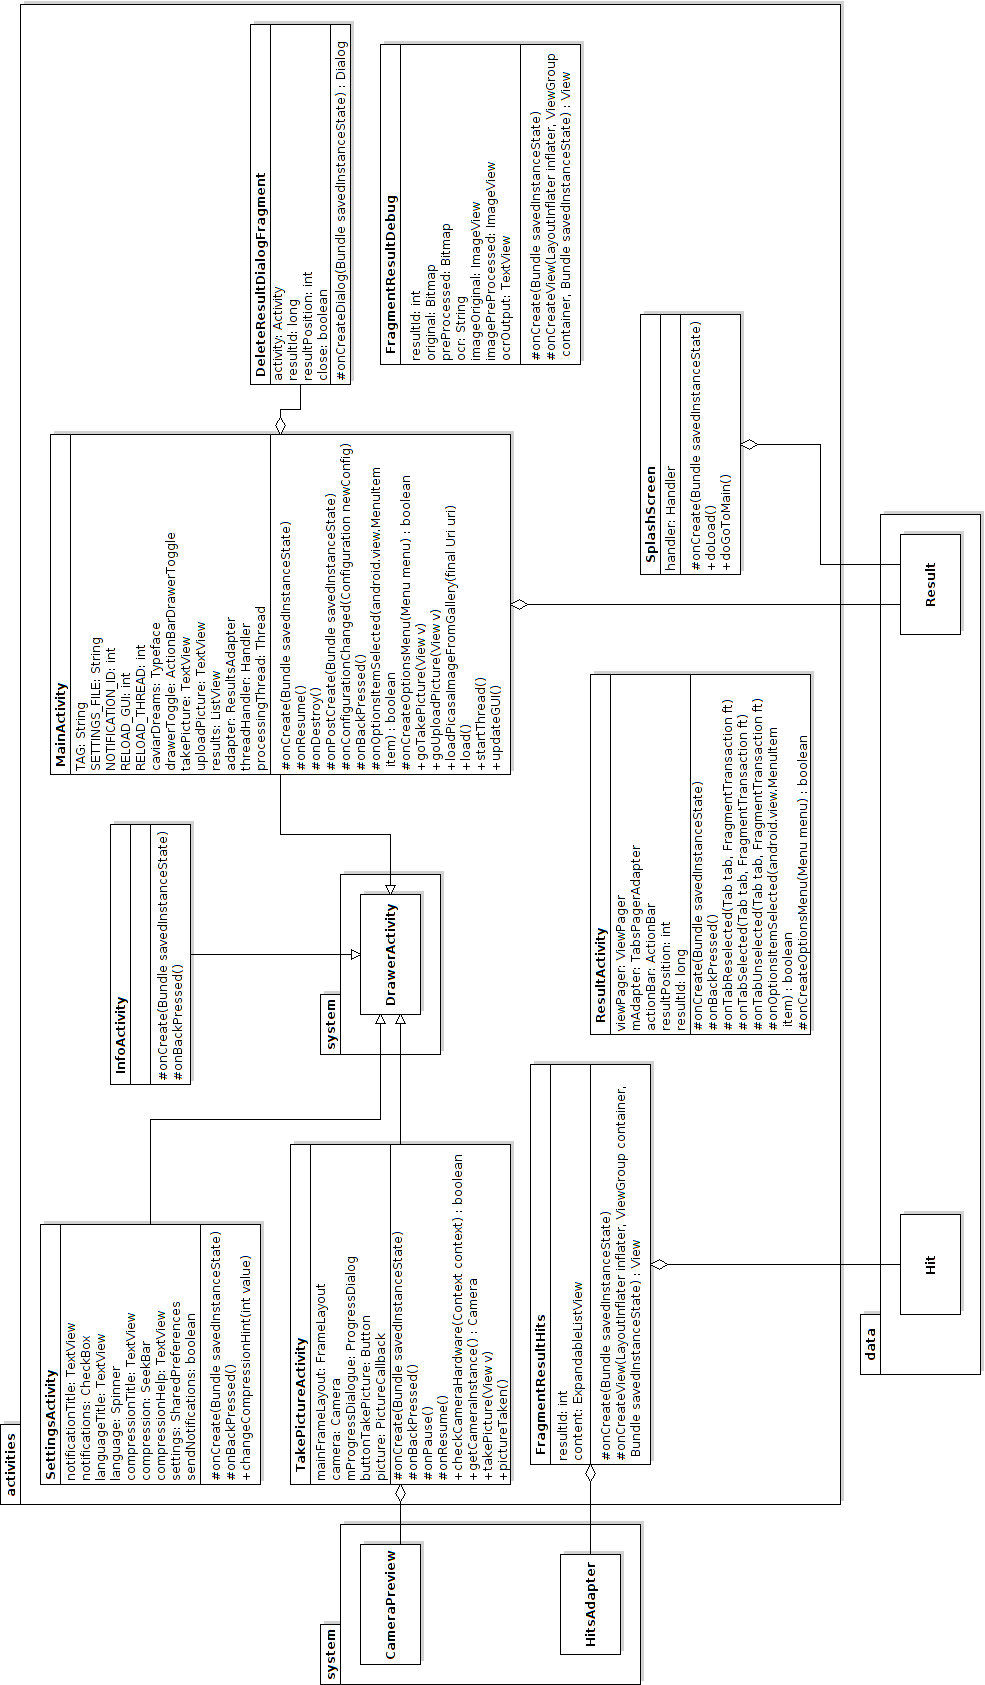 activities
SettingsActivity
notificationTitle: TextView
notifications: CheckBox
languageTitle: TextView
language: Spinner
compressionTitle: TextView
compression: SeekBar
compressionHelp: TextView
settings: SharedPreferences
sendNotifications: boolean
#onCreate(Bundle savedInstanceState)
#onBackPressed()
+changeCompressionHint(int value)
InfoActivity
#onCreate(Bundle savedInstanceState)
#onBackPressed()
MainActivity
TAG: String
SETTINGS_FILE: String
NOTIFICATION_ID: int
RELOAD_GUI: int
RELOAD_THREAD: int
caviarDreams: Typeface
drawerToggle: ActionBarDrawerToggle
takePicture: TextView
uploadPicture: TextView
results: ListView
adapter: ResultsAdapter
threadHandler: Handler
processingThread: Thread
#onCreate(Bundle savedInstanceState)
#onResume()
#onDestroy()
#onPostCreate(Bundle savedInstanceState)
#onConfigurationChanged(Configuration newConfig)
#onBackPressed()
#onOptionsItemSelected(android.view.MenuItem
item) : boolean
#onCreateOptionsMenu(Menu menu) : boolean
+goTakePicture(View v)
+goUploadPicture(View v)
+loadPicasaImageFromGallery(final Uri uri)
+load()
+startThread()
+updateGUI()
DeleteResultDialogFragment
activity: Activity
resultId: long
resultPosition: int
close: boolean
#onCreateDialog(Bundle savedInstanceState) : Dialog
FragmentResultDebug
resultId: int
original: Bitmap
preProcessed: Bitmap
ocr: String
imageOriginal: ImageView
imagePreProcessed: ImageView
ocrOutput: TextView
#onCreate(Bundle savedInstanceState)
#onCreateView(LayoutInflater inflater, ViewGroup
container, Bundle savedInstanceState) : View
system
DrawerActivity
TakePictureActivity
mainFrameLayout: FrameLayout
camera: Camera
mProgressDialogue: ProgressDialog
buttonTakePicture: Button
picture: PictureCallback
#onCreate(Bundle savedInstanceState)
#onBackPressed()
#onPause()
#onResume()
+checkCameraHardware(Context context) : boolean
+getCameraInstance() : Camera
+takePicture(View v)
+pictureTaken()
system
CameraPreview
HitsAdapter
FragmentResultHits
resultId: int
content: ExpandableListView
#onCreate(Bundle savedInstanceState)
#onCreateView(LayoutInflater inflater, ViewGroup container,
Bundle savedInstanceState) : View
ResultActivity
viewPager: ViewPager
mAdapter: TabsPagerAdapter
actionBar: ActionBar
resultPosition: int
resultId: long
#onCreate(Bundle savedInstanceState)
#onBackPressed()
#onTabReselected(Tab tab, FragmentTransaction ft)
#onTabSelected(Tab tab, FragmentTransaction ft)
#onTabUnselected(Tab tab, FragmentTransaction ft)
#onOptionsItemSelected(android.view.MenuItem
item) : boolean
#onCreateOptionsMenu(Menu menu) : boolean
SplashScreen
handler: Handler
#onCreate(Bundle savedInstanceState)
+doLoad()
+doGoToMain()
data
Hit
Result